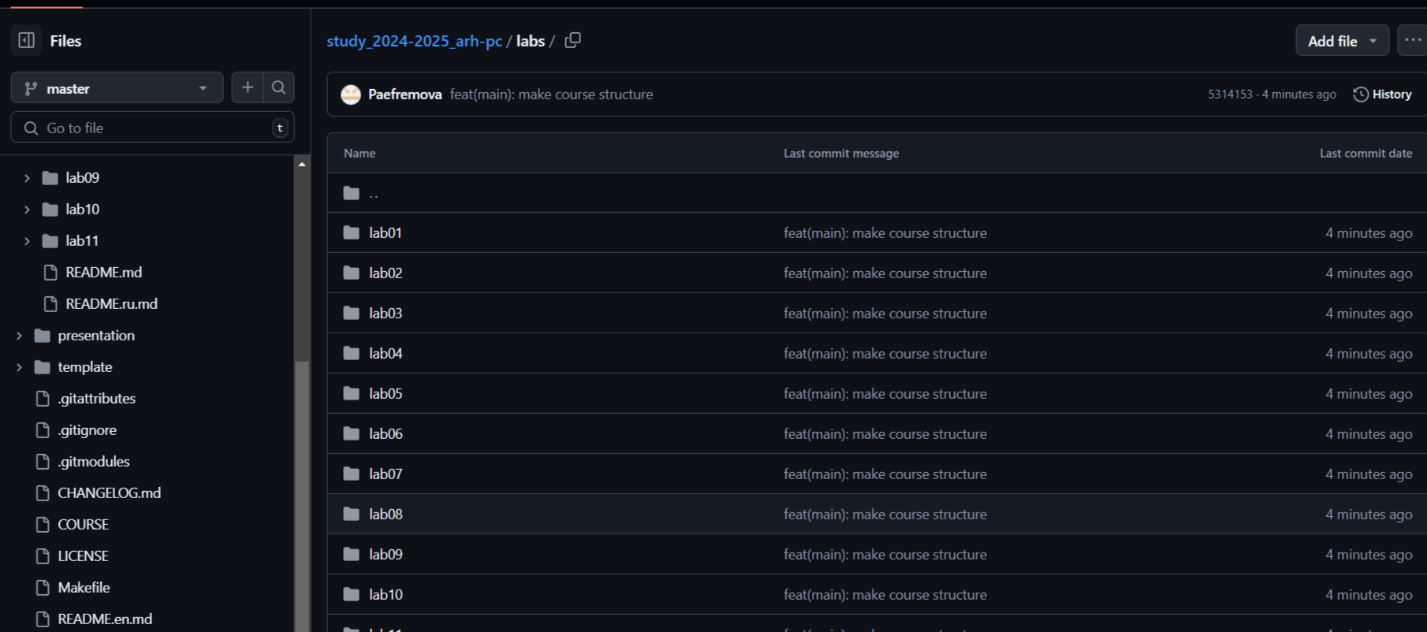 Files
master
Go to file t
lab09
lab10
lab11
README.md
README.ru.md
presentation
template
.gitattributes
.gitignore
.gitmodules
CHANGELOG.md
COURSE
LICENSE
Makefile
README.en.md
study_2024-2025_arh-pc / labs /
Add file
Paefremova feat(main): make course structure 5314153 · 4 minutes ago History
Name Last commit message Last commit date
..
lab01 feat(main): make course structure 4 minutes ago
lab02 feat(main): make course structure 4 minutes ago
lab03 feat(main): make course structure 4 minutes ago
lab04 feat(main): make course structure 4 minutes ago
lab05 feat(main): make course structure 4 minutes ago
lab06 feat(main): make course structure 4 minutes ago
lab07 feat(main): make course structure 4 minutes ago
lab08 feat(main): make course structure 4 minutes ago
lab09 feat(main): make course structure 4 minutes ago
lab10 feat(main): make course structure 4 minutes ago